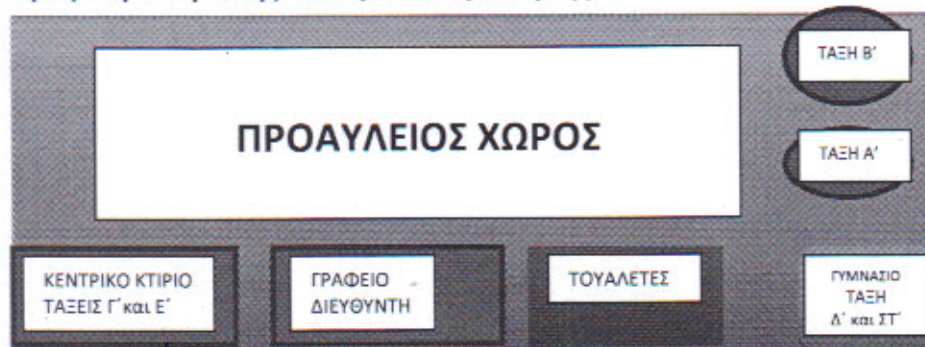 ΤΑΞΗ Β΄
ΠΡΟΑΥΛΕΙΟΣ ΧΩΡΟΣ
ΤΑΞΗ Α΄
ΚΕΝΤΡΙΚΟ ΚΤΙΡΙΟ
ΤΑΞΕΙΣ Γ΄και Ε΄
ΓΡΑΦΕΙΟ
ΔΙΕΥΘΥΝΤΗ
ΤΟΥΑΛΕΤΕΣ
ΓΥΜΝΑΣΙΟ
ΤΑΞΗ
Δ΄ και ΣΤ΄